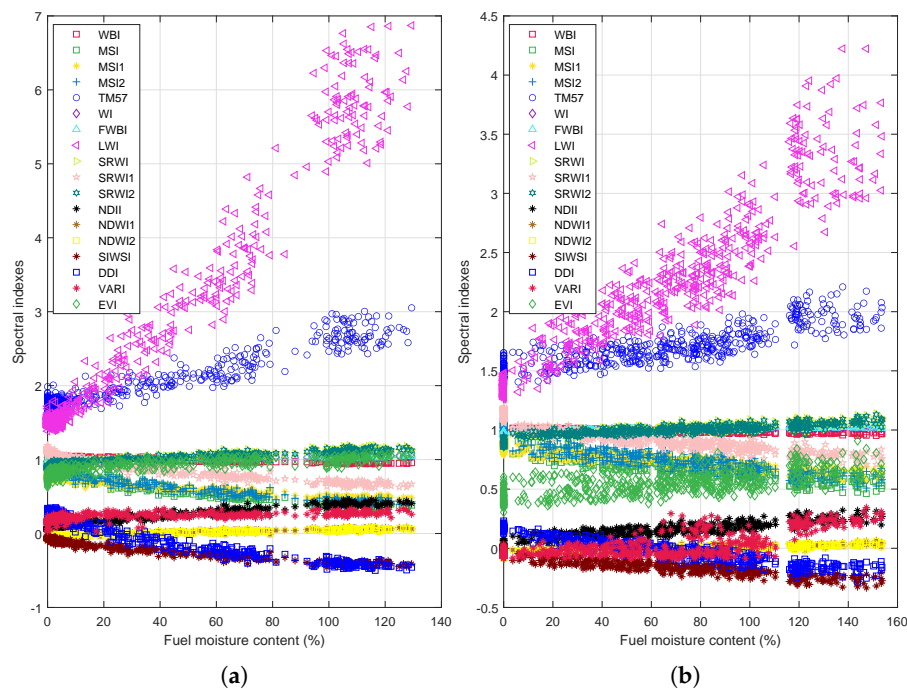 7
6
5
4
3
2
1
0
-1
Spectral indexes
WBI
MSI
MSI1
MSI2
TM57
WI
FWBI
LWI
SRWI
SRWI1
SRWI2
NDII
NDWI1
NDWI2
SIWSI
DDI
VARI
EVI
0 20 40 60 80 100 120 140
Fuel moisture content (%)
(a)
4.5
4
3.5
3
2.5
2
1.5
1
0.5
0
-0.5
Spectral indexes
WBI
MSI
MSI1
MSI2
TM57
WI
FWBI
LWI
SRWI
SRWI1
SRWI2
NDII
NDWI1
NDWI2
SIWSI
DDI
VARI
EVI
0 20 40 60 80 100 120 140 160
Fuel moisture content (%)
(b)